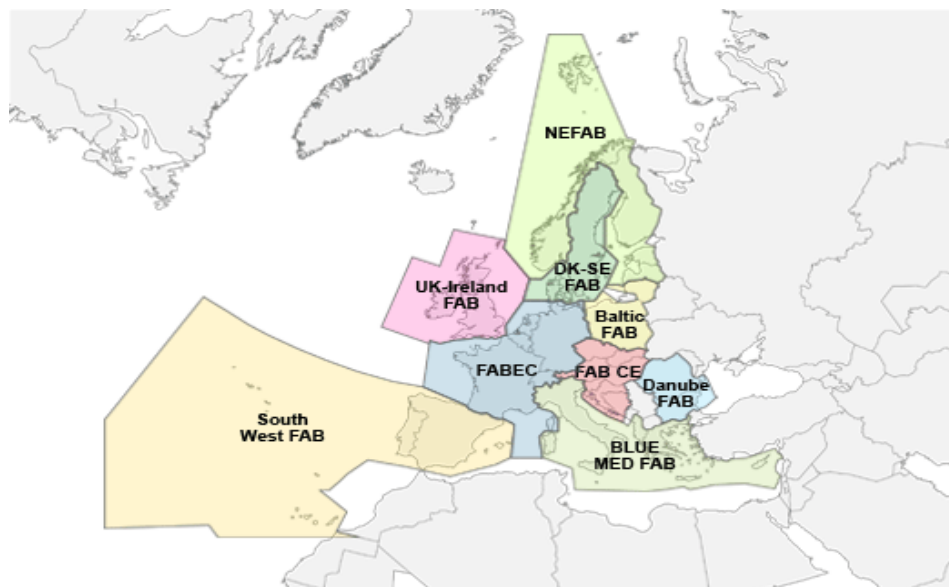 NEFAB
DK-SE
FAB
UK-Ireland
FAB
Baltic
FAB
FABEC
FAB CE
Danube
FAB
South
West FAB
BLUE
MED FAB